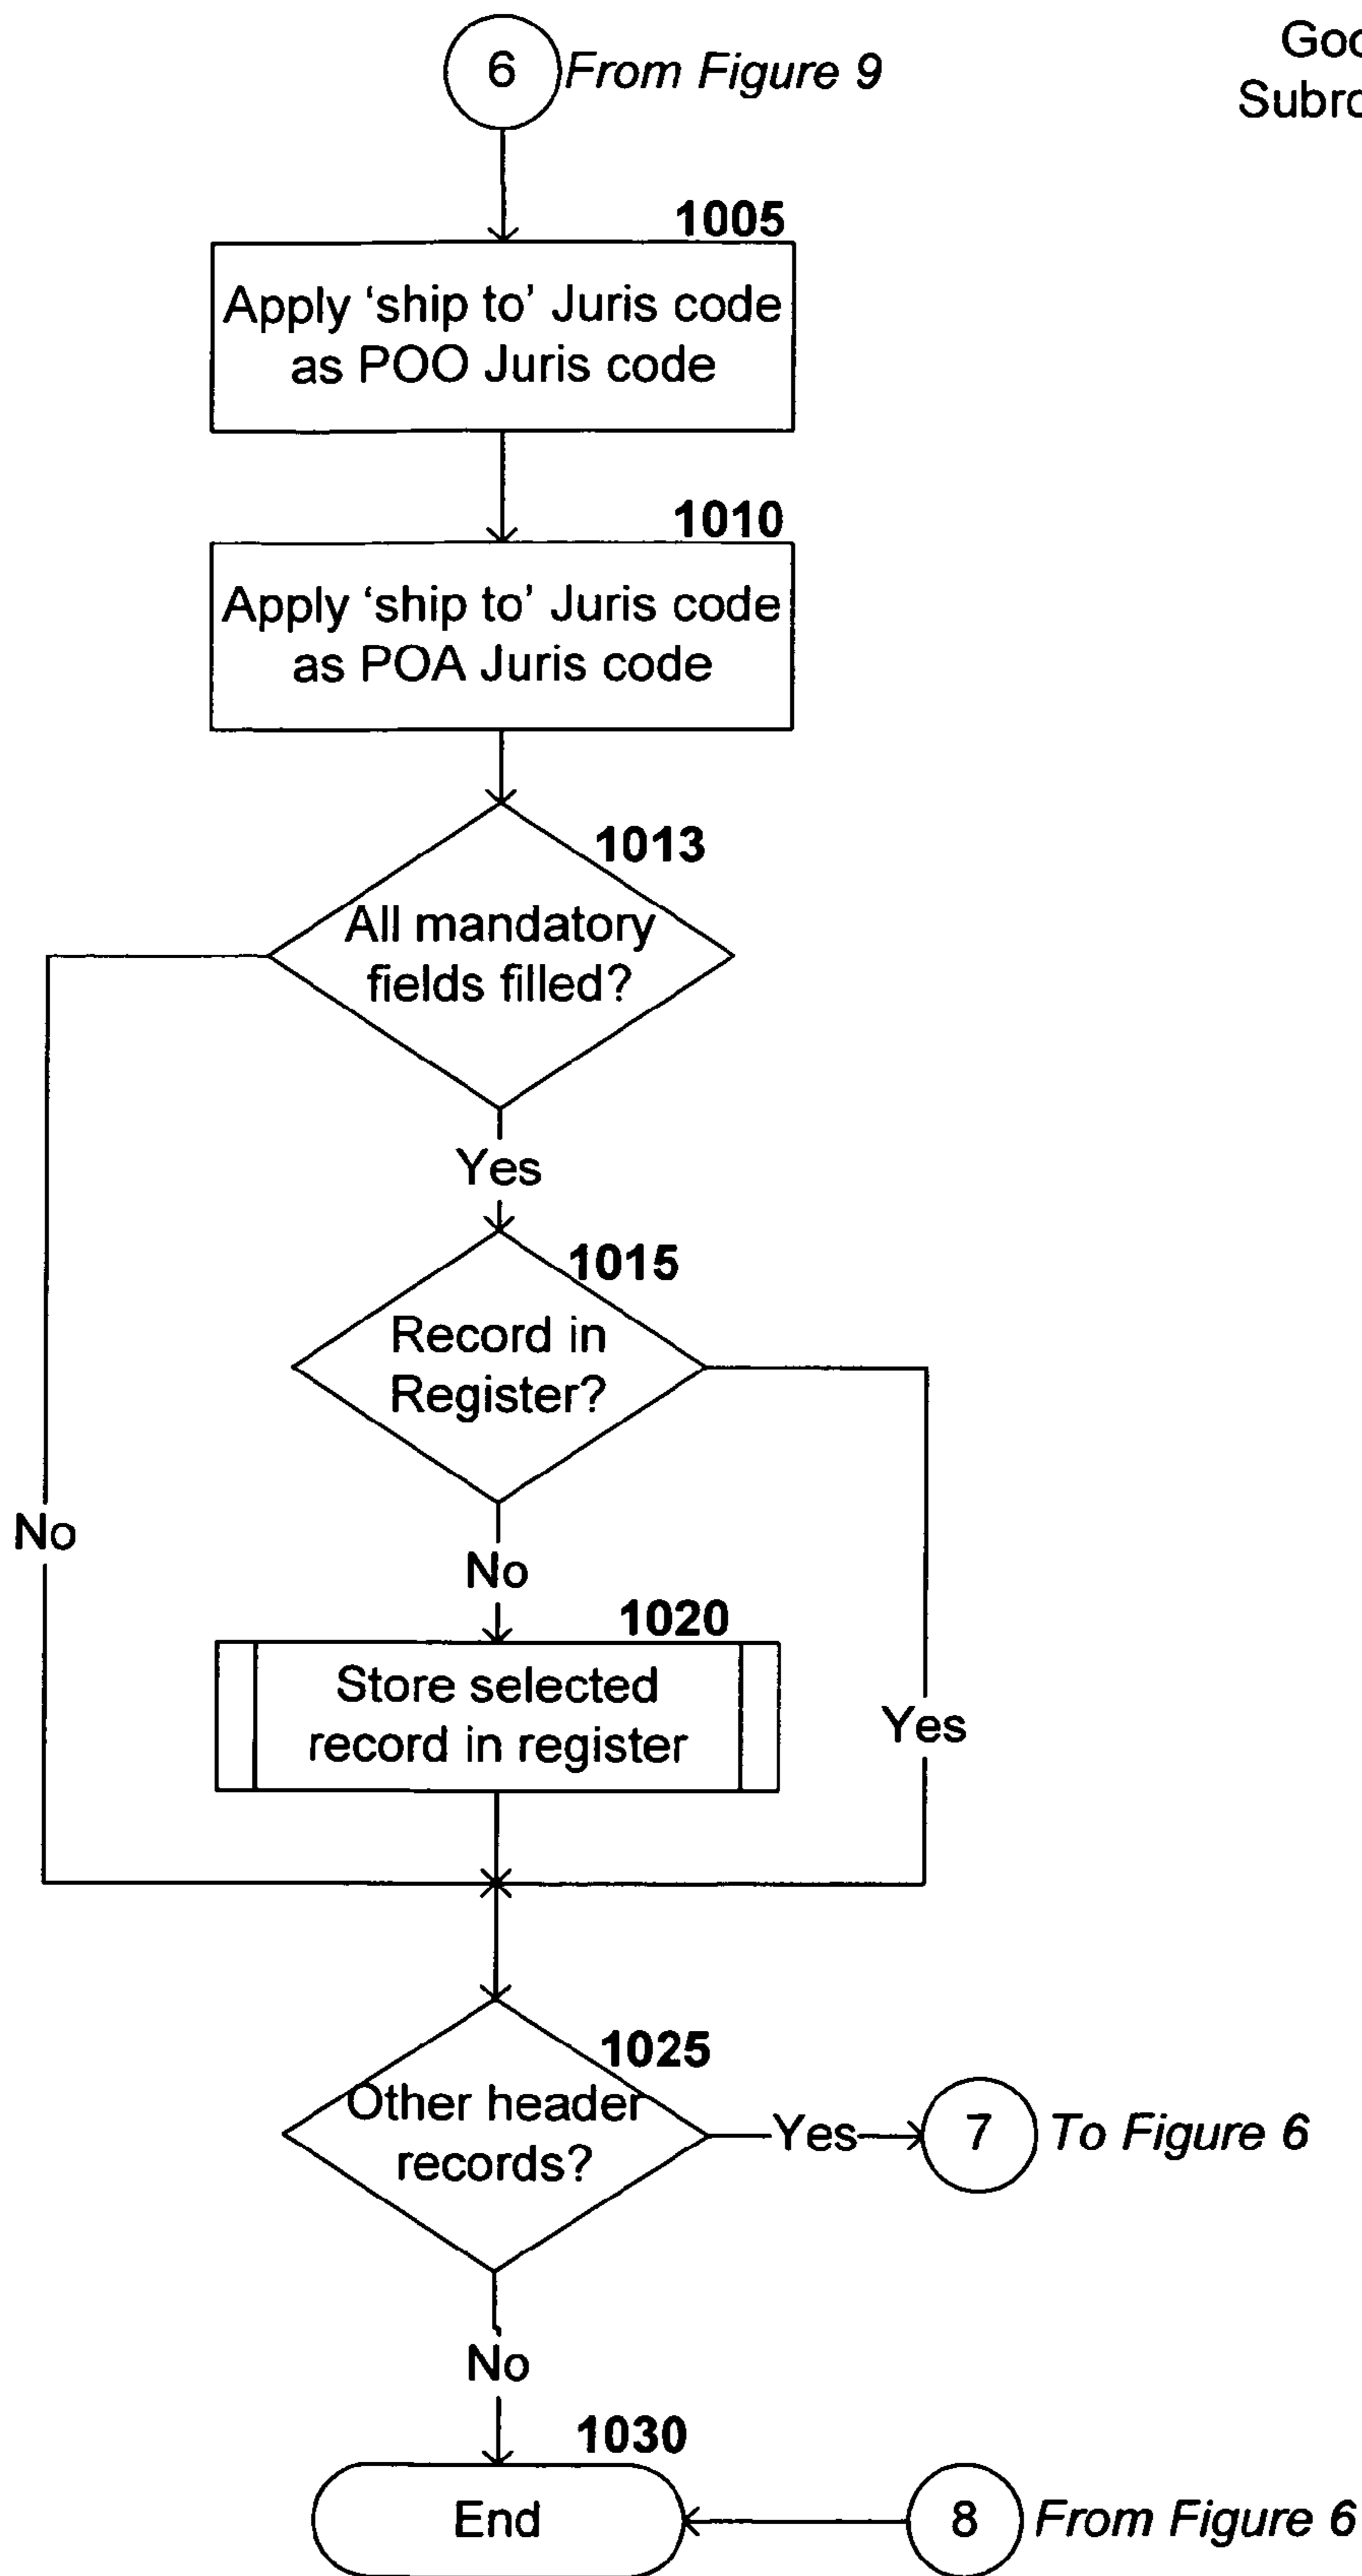 6 From Figure 9
1005
Apply ‘ship to’ Juris code
as POO Juris code
1010
Apply ‘ship to’ Juris code
as POA Juris code
1013
All mandatory
fields filled?
Yes
1015
Record in
Register?
No
No
1020
Store selected
record in register
Yes
1025
Other header
records?
Yes
7 To Figure 6
No
1030
End
8 From Figure 6